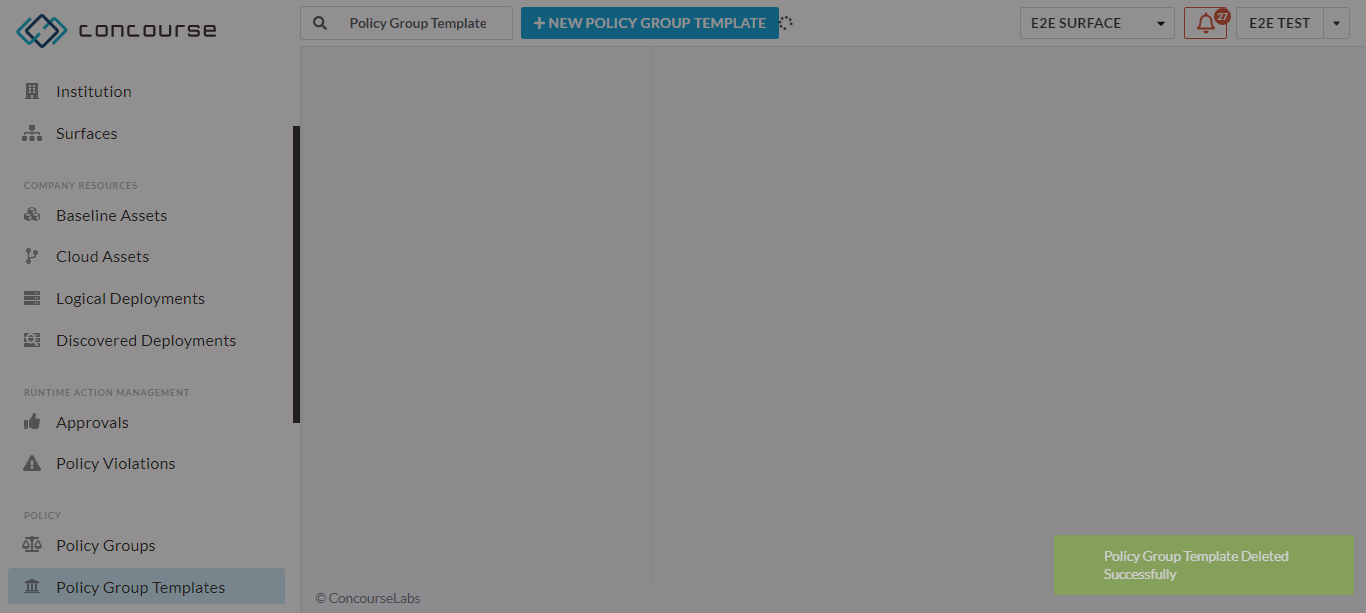 concourse
Policy Group Template
+ NEW POLICY GROUP TEMPLATE
E2E SURFACE
27
E2E TEST
Institution
Surfaces
COMPANY RESOURCES
Baseline Assets
Cloud Assets
Logical Deployments
Discovered Deployments
RUNTIME ACTION MANAGEMENT
Approvals
Policy Violations
POLICY
Policy Groups
Policy Group Templates
Policy Group Template Deleted
Successfully
© ConcourseLabs